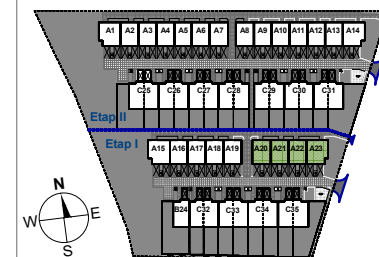 A1 A2 A3 A4 A5 A6 A7 A8 A9 A10 A11 A12 A13 A14
C25 C26 C27 C28 C29 C30 C31
Etap II
Etap I
A15 A16 A17 A18 A19 A20 A21 A22 A23
B24 C32 C33 C34 C35
N
W E
S